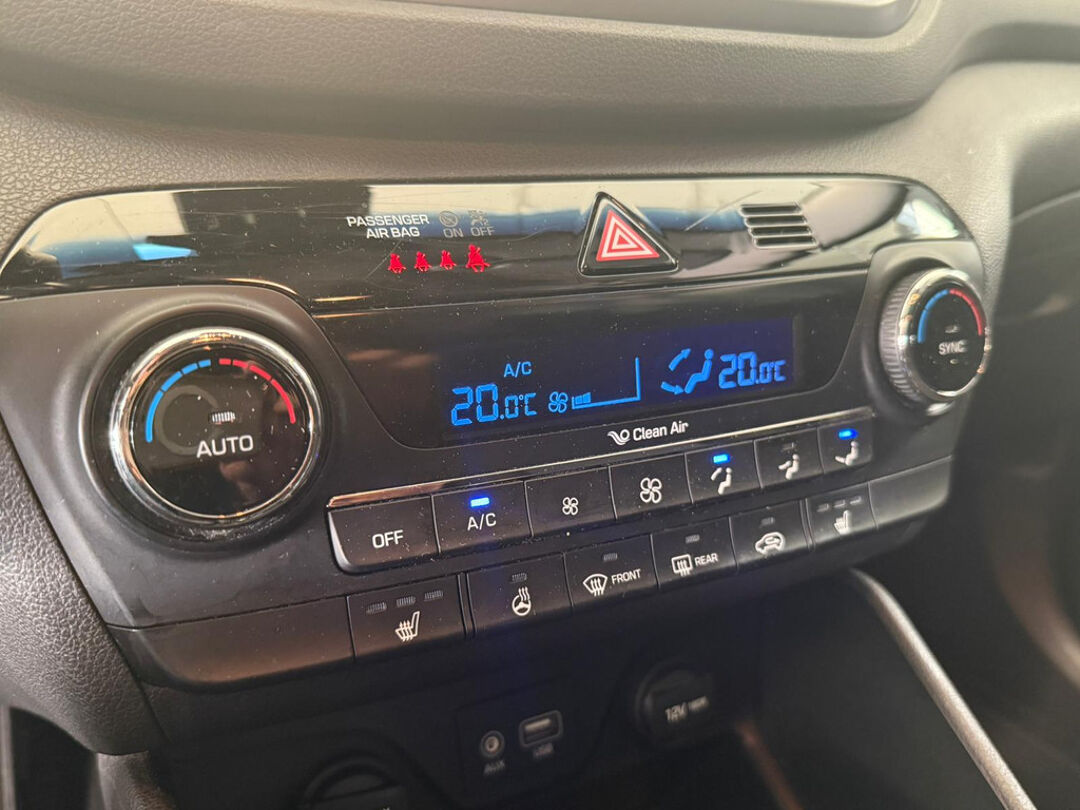 PASSENGER ON OFF
AIR BAG
A/C
20.0°C 20.0°C
SYNC
AUTO
Clean Air
OFF A/C
FRONT REAR
AUX 12V